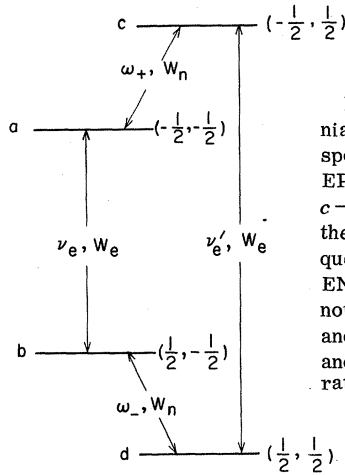 c (-1/2, 1/2)
ω+, Wn
a (-1/2, -1/2)
νe, We
νe′, We
b (1/2, -1/2)
ω−, Wn
d (1/2, 1/2)
nia
spe
EP
c→
the
que
EN
not
and
and
rat